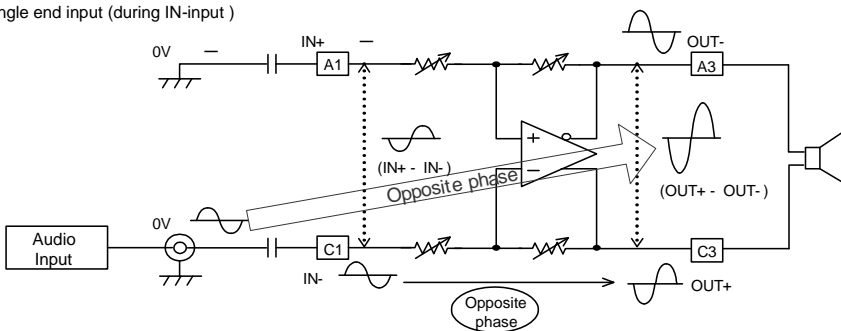 ngle end input (during IN-input )
0V
IN+
OUT-
A1
A3
+
−
(IN+ - IN- )
Opposite phase
(OUT+ - OUT- )
0V
Audio
Input
C1
C3
IN-
OUT+
Opposite
phase